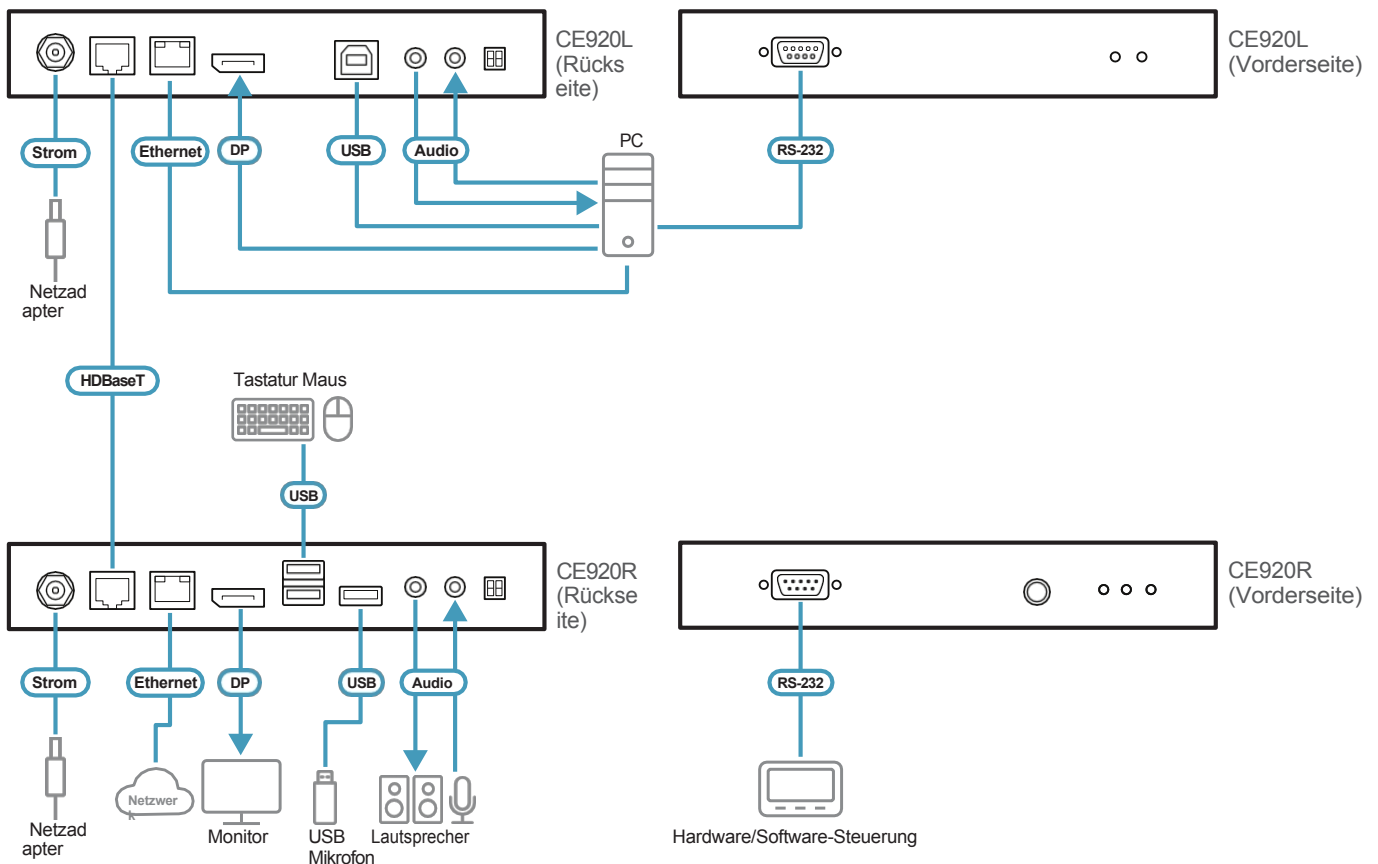 CE920L
(Rücks
eite)
CE920L
(Vorderseite)
Strom
Ethernet
DP
USB
Audio
PC
RS-232
Netzad
apter
HDBaseT
Tastatur Maus
USB
CE920R
(Rückse
ite)
CE920R
(Vorderseite)
Strom
Ethernet
DP
USB
Audio
RS-232
Netzwer
k
Netzad
apter
Monitor
USB
Mikrofon
Lautsprecher
Hardware/Software-Steuerung